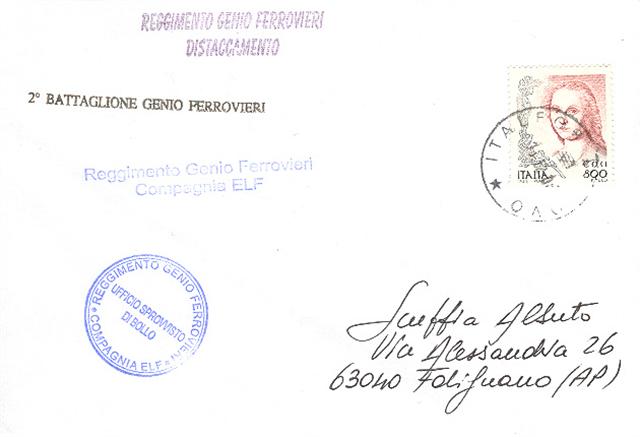 REGGIMENTO GENIO FERROVIERI
DISTACCAMENTO
2° BATTAGLIONE GENIO FERROVIERI
Reggimento Genio Ferrovieri
Compagnia ELF
ITALFOR
800
ITALIA
REGGIMENTO GENIO FERROVIERI
COMPAGNIA ELF
UFFICIO SPROVVISTO
DI BOLLO
Via Alessandria 26
63040 Folignano (AP)